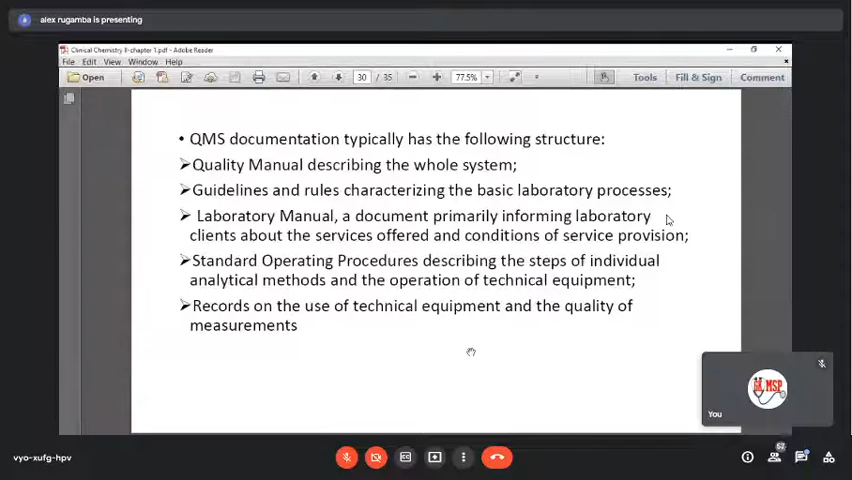 alex rugamba is presenting
Clinical Chemistry II-chapter 1.pdf - Adobe Reader
File Edit View Window Help
Open 30 / 35 77.5% Tools Fill & Sign Comment
• QMS documentation typically has the following structure:
➢Quality Manual describing the whole system;
➢Guidelines and rules characterizing the basic laboratory processes;
➢ Laboratory Manual, a document primarily informing laboratory
clients about the services offered and conditions of service provision;
➢Standard Operating Procedures describing the steps of individual
analytical methods and the operation of technical equipment;
➢Records on the use of technical equipment and the quality of
measurements
MSP
You
vyo-xufg-hpv